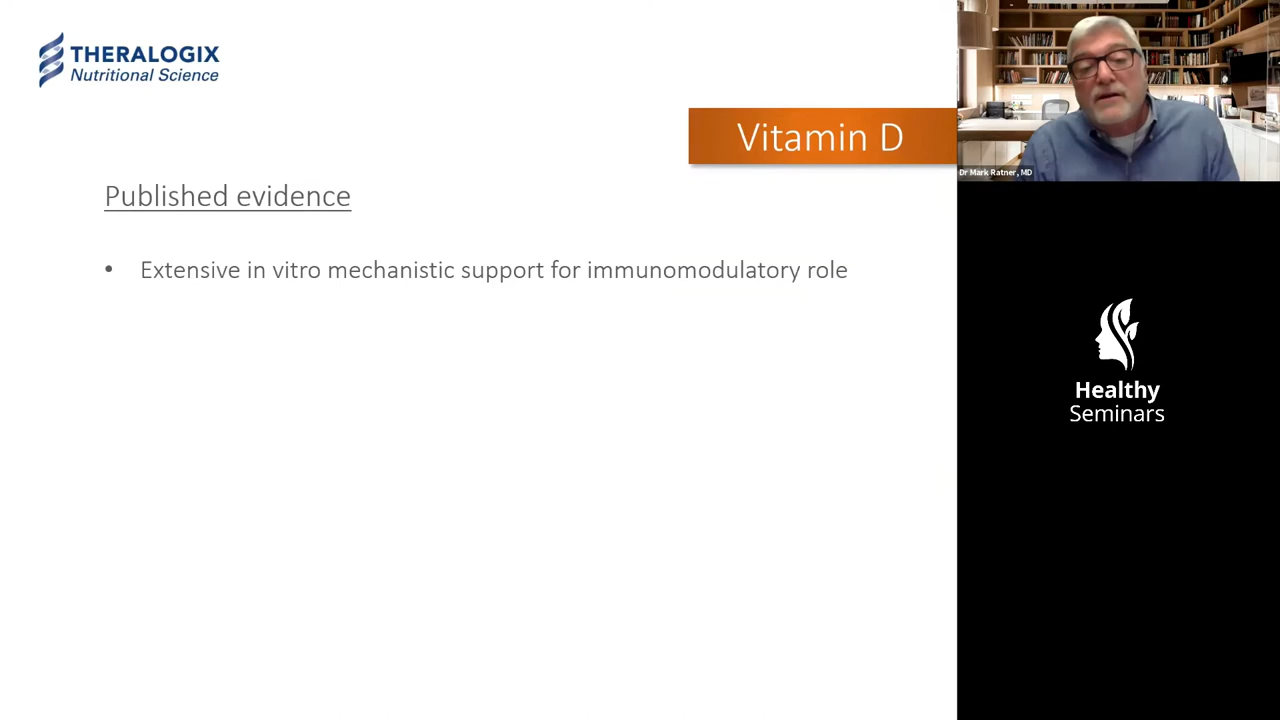 THERALOGIX
Nutritional Science
Vitamin D
Dr Mark Ratner, MD
Published evidence
• Extensive in vitro mechanistic support for immunomodulatory role
Healthy
Seminars